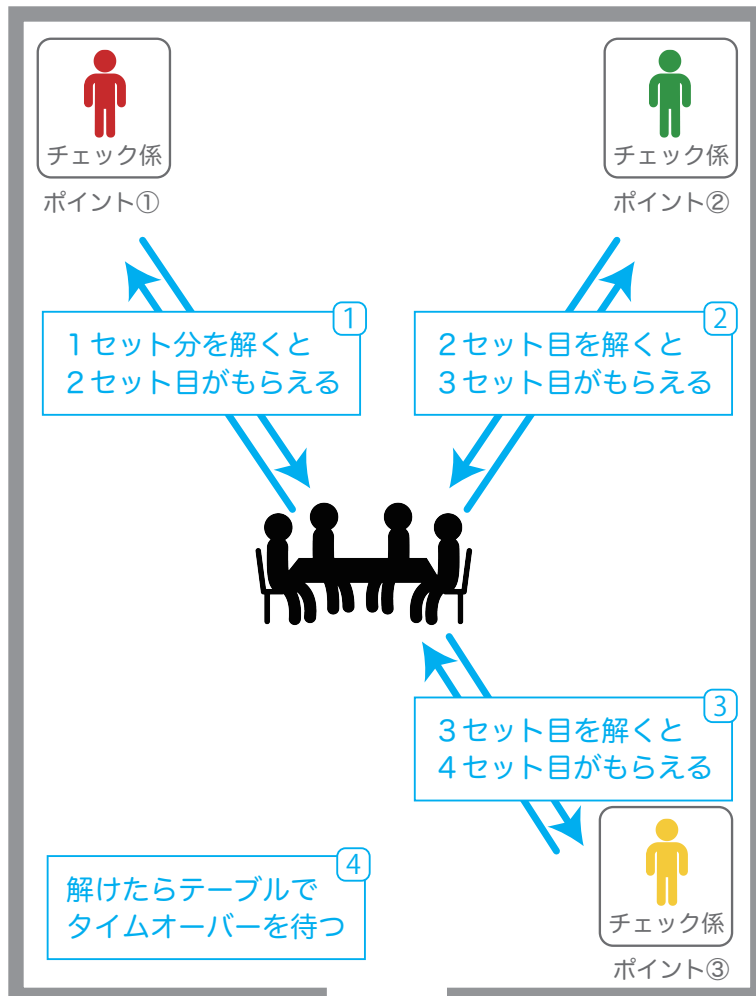 チェック係
ポイント①
チェック係
ポイント②
1
１セット分を解くと
２セット目がもらえる
2
２セット目を解くと
３セット目がもらえる
3
３セット目を解くと
４セット目がもらえる
4
解けたらテーブルで
タイムオーバーを待つ
チェック係
ポイント③